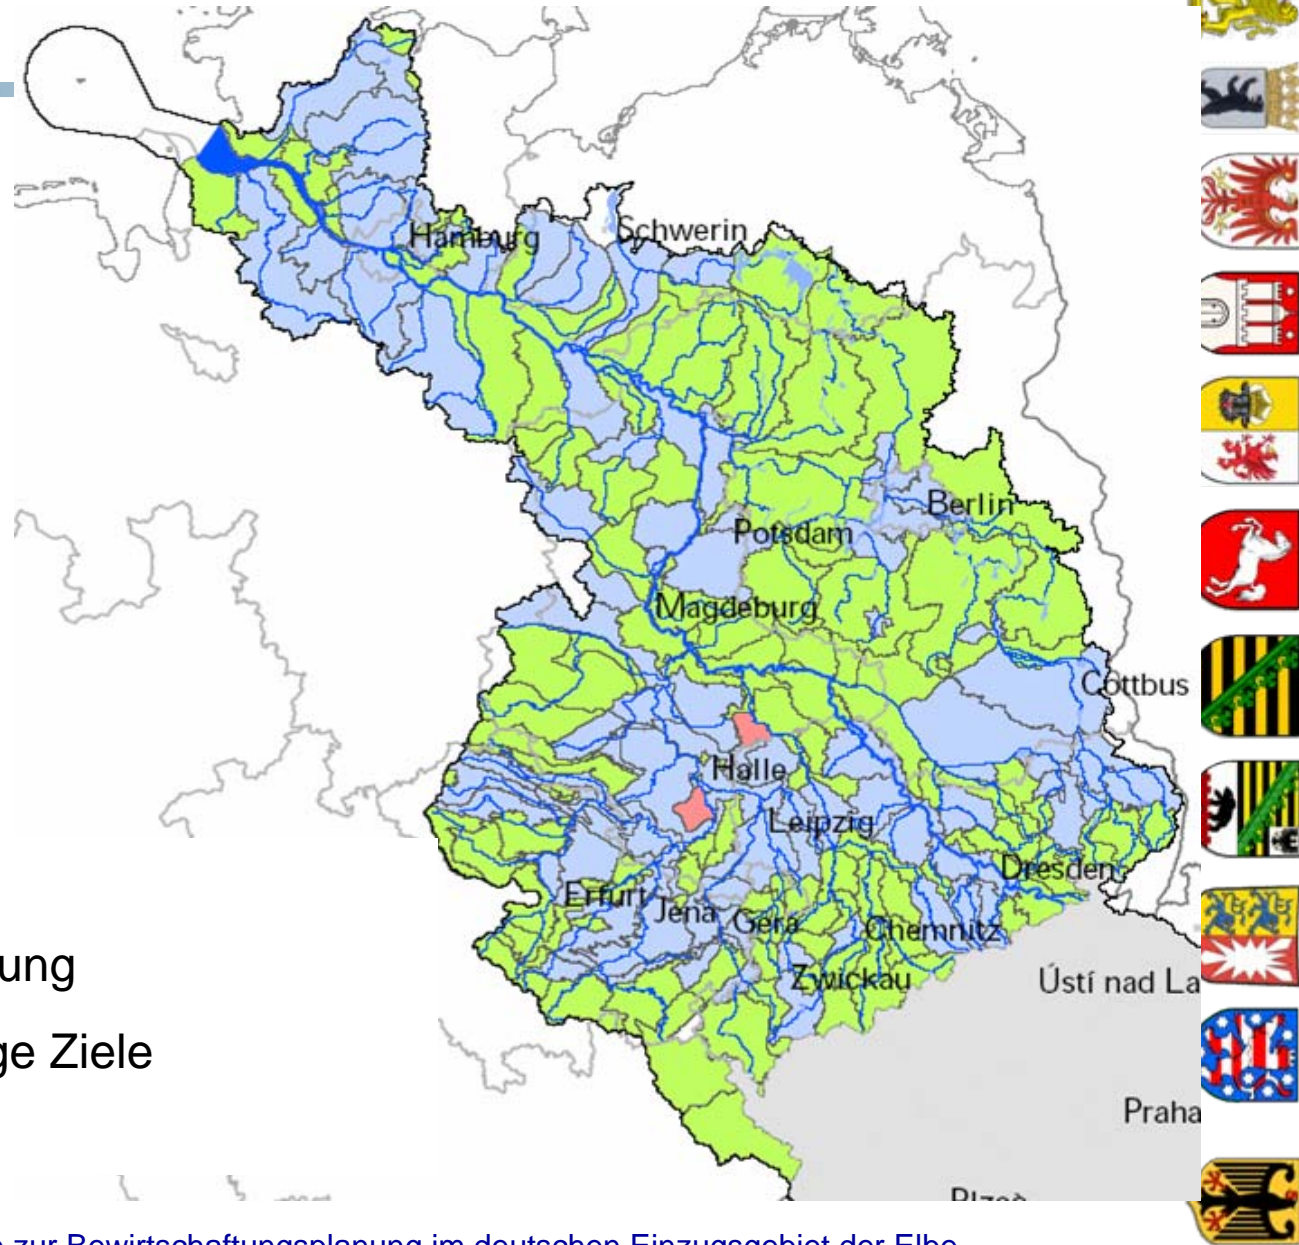 Schwerin
Hamburg
Berlin
Potsdam
Magdeburg
Cottbus
Halle
Leipzig
Dresden
Erfurt
Jena
Gera
Chemnitz
Zwickau
ung
Ústí nad La
ge Ziele
Praha
Plzeň
zur Bewirtschaftungsplanung im deutschen Einzugsgebiet der Elbe